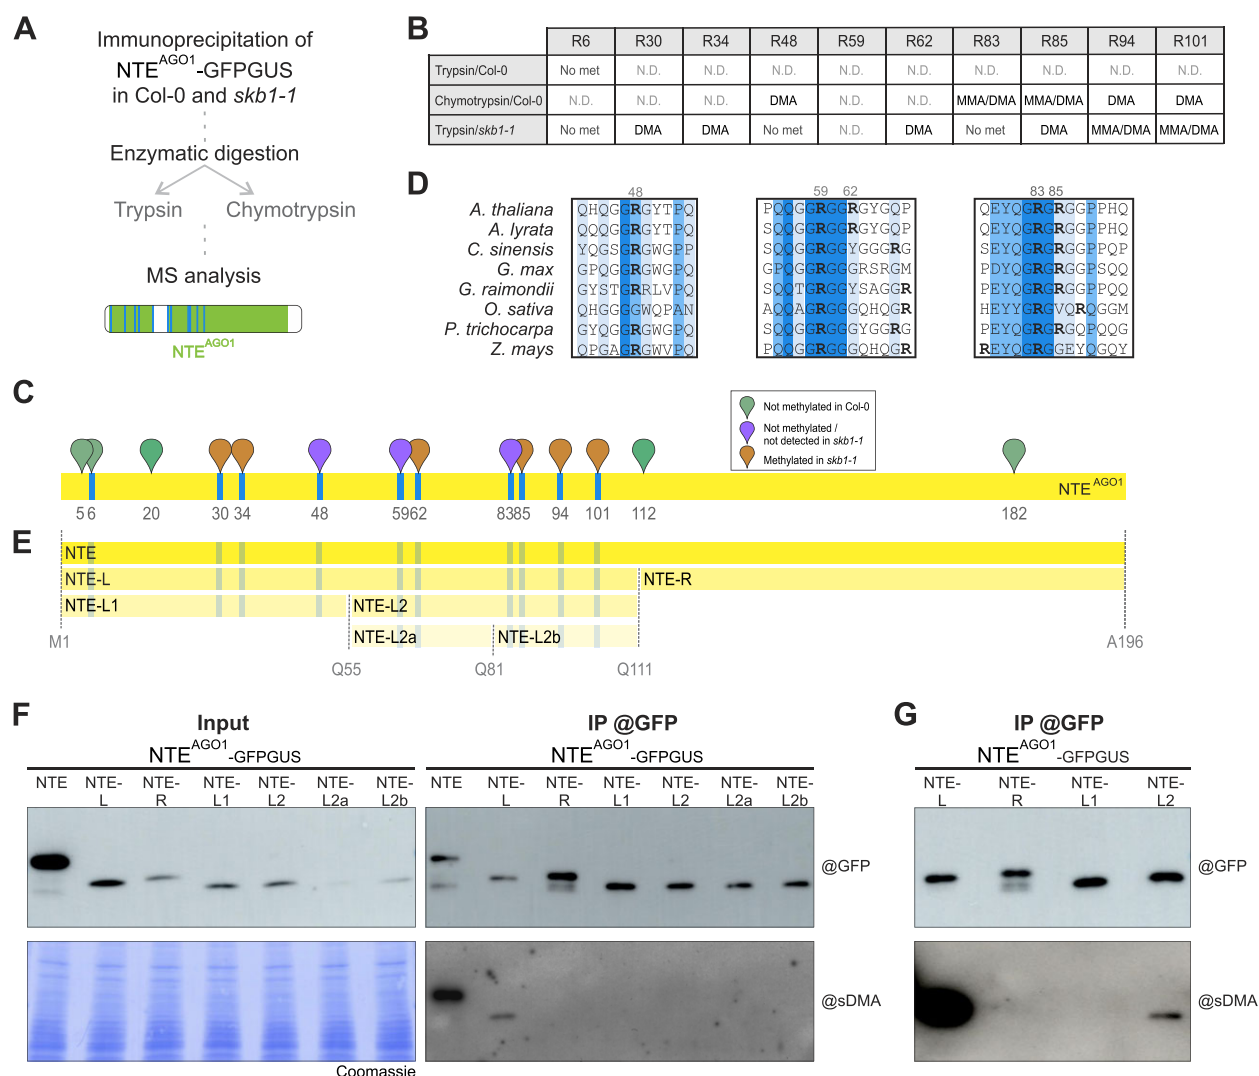 A
Immunoprecipitation of
NTE^AGO1-GFPGUS
in Col-0 and skb1-1
Enzymatic digestion
Trypsin Chymotrypsin
MS analysis
NTE^AGO1
B
R6 R30 R34 R48 R59 R62 R83 R85 R94 R101
Trypsin/Col-0 No met N.D. N.D. N.D. N.D. N.D. N.D. N.D. N.D. N.D.
Chymotrypsin/Col-0 N.D. N.D. N.D. DMA N.D. N.D. MMA/DMA MMA/DMA DMA DMA
Trypsin/skb1-1 No met DMA DMA No met N.D. DMA No met DMA MMA/DMA MMA/DMA
D
48 59 62 83 85
A. thaliana QHQGGRGYTPQ PQQGGRGGRGYGQP QEYQGRGRGGPPHQ
A. lyrata QQQGGRGYTPQ SQQGGRGGRGYGQP QEYQGRGRGGPPHQ
C. sinensis YQGSGRGWGPP SQQGGRGGYGGGRG SEYQGRGRGGPPQP
G. max GPQGGRGWGPQ GPQGGRGGGRSRGM PDYQGRGRGGPSQQ
G. raimondii GYSTGRRLVPQ SQQTGRGGYSAGGR SEYQGRGRGGPPQQ
O. sativa QHGGGGWQPAN AQQAGRGGGQHGGR HEYYGRGVQRQGGM
P. trichocarpa GYQGGRGWGPQ SQQGGRGGYGGGRG PEYQGRGRGQPQQG
Z. mays QPGAGRGWVPQ PQQGGRGGGQHQGR REYQGRGGEYQGQY
C
Not methylated in Col-0
Not methylated /
not detected in skb1-1
Methylated in skb1-1
NTE^AGO1
5 6 20 30 34 48 59 62 83 85 94 101 112 182
E
NTE
NTE-L NTE-R
NTE-L1 NTE-L2
NTE-L2a NTE-L2b
M1 Q55 Q81 Q111 A196
F
Input
NTE^AGO1-GFPGUS
NTE NTE-L NTE-R NTE-L1 NTE-L2 NTE-L2a NTE-L2b
Coomassie
IP @GFP
NTE^AGO1-GFPGUS
NTE NTE-L NTE-R NTE-L1 NTE-L2 NTE-L2a NTE-L2b
@GFP
@sDMA
G
IP @GFP
NTE^AGO1-GFPGUS
NTE-L NTE-R NTE-L1 NTE-L2
@GFP
@sDMA